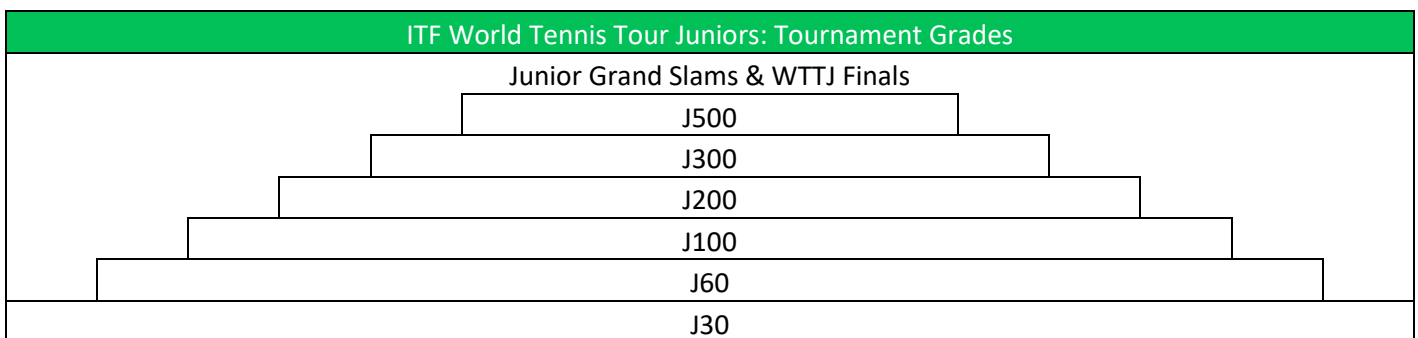 ITF World Tennis Tour Juniors: Tournament Grades
Junior Grand Slams & WTTJ Finals
J500
J300
J200
J100
J60
J30